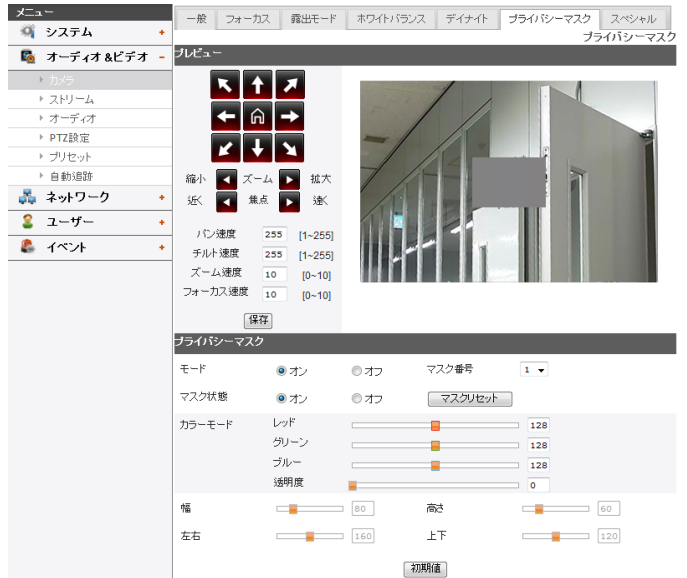 メニュー
システム +
オーディオ&ビデオ -
カメラ
ストリーム
オーディオ
PTZ設定
プリセット
自動追跡
ネットワーク +
ユーザー +
イベント +
一般 フォーカス 露出モード ホワイトバランス デイナイト プライバシーマスク スペシャル
プライバシーマスク
プレビュー
縮小 ズーム 拡大
近く 焦点 遠く
パン速度 255 [1~255]
チルト速度 255 [1~255]
ズーム速度 10 [0~10]
フォーカス速度 10 [0~10]
保存
プライバシーマスク
モード オン オフ マスク番号 1
マスク状態 オン オフ マスクリセット
カラーモード レッド 128
グリーン 128
ブルー 128
透明度 0
幅 80 高さ 60
左右 160 上下 120
初期値